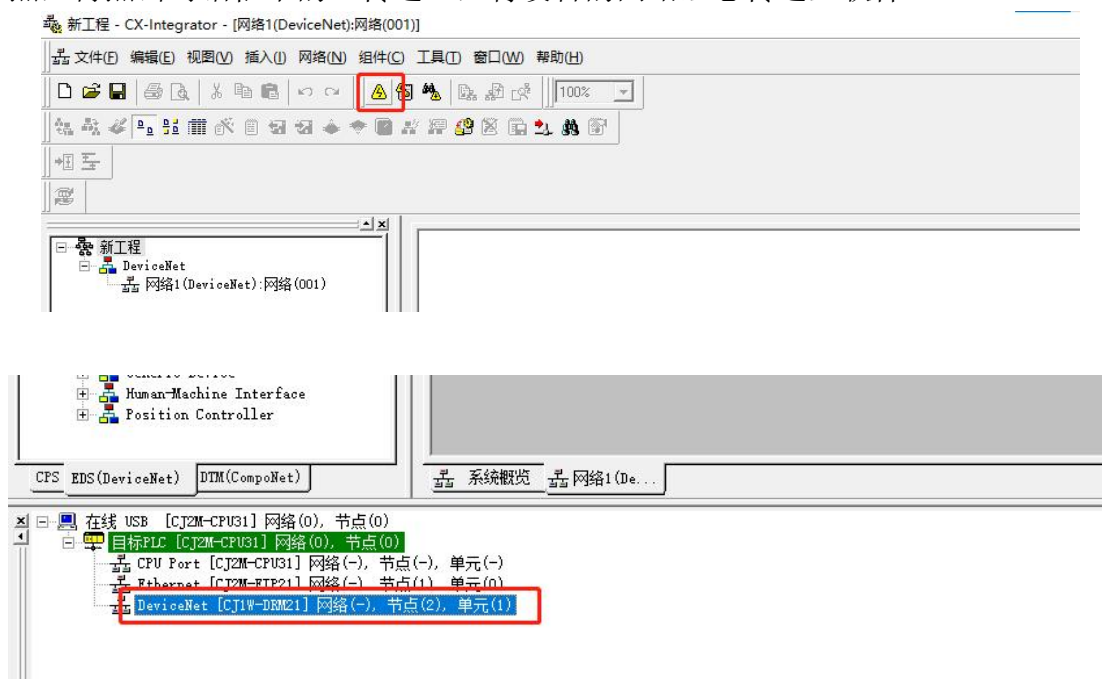 新工程 - CX-Integrator - [网络1(DeviceNet):网络(001)]
文件(F) 编辑(E) 视图(V) 插入(I) 网络(N) 组件(C) 工具(T) 窗口(W) 帮助(H)
100%
新工程
DeviceNet
网络1(DeviceNet):网络(001)
Human-Machine Interface
Position Controller
CPS EDS(DeviceNet) DTM(CompoNet)
系统概览 网络1(De...
在线 USB [CJ2M-CPU31] 网络(0), 节点(0)
目标PLC [CJ2M-CPU31] 网络(0), 节点(0)
CPU Port [CJ2M-CPU31] 网络(-), 节点(-), 单元(-)
Ethernet [CJ2M-EIP21] 网络(-), 节点(1), 单元(0)
DeviceNet [CJ1W-DRM21] 网络(-), 节点(2), 单元(1)